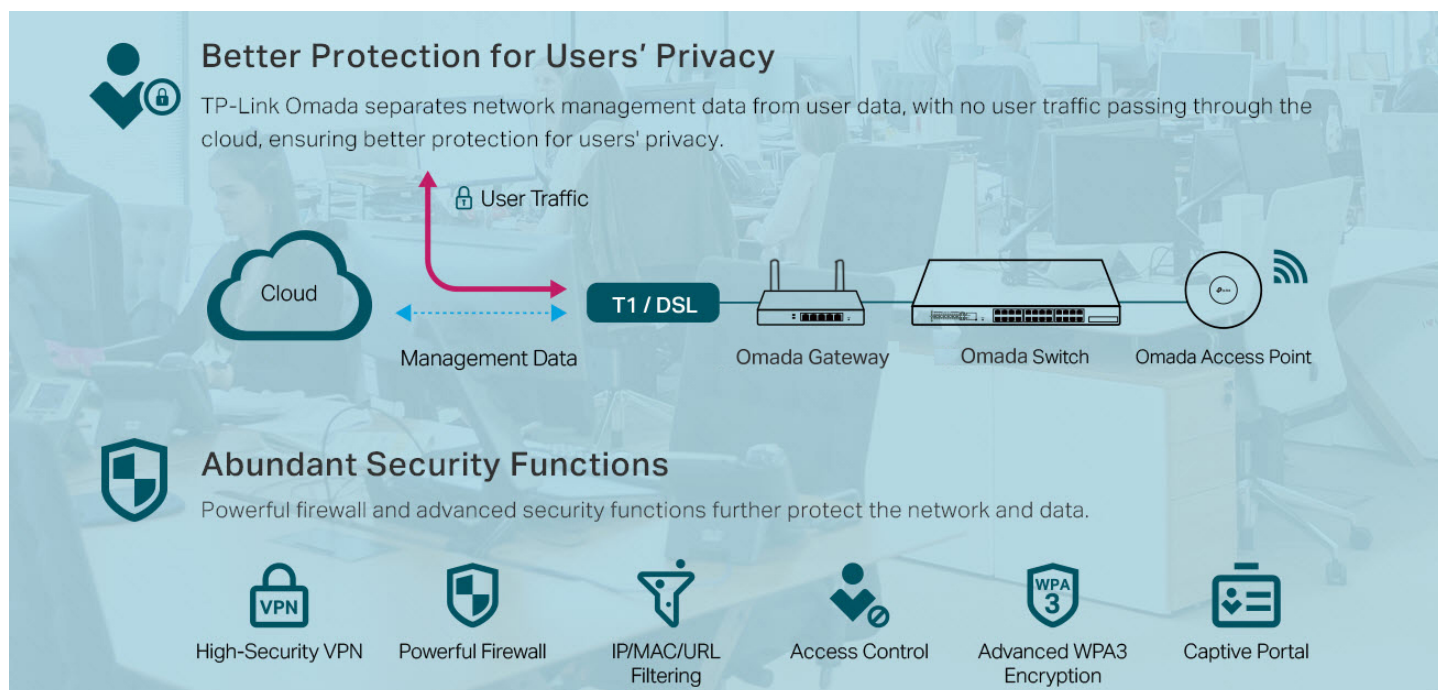 Better Protection for Users' Privacy
TP-Link Omada separates network management data from user data, with no user traffic passing through the
cloud, ensuring better protection for users' privacy.
User Traffic
Cloud
T1 / DSL
Management Data
Omada Gateway
Omada Switch
Omada Access Point
Abundant Security Functions
Powerful firewall and advanced security functions further protect the network and data.
VPN
WPA
3
High-Security VPN
Powerful Firewall
IP/MAC/URL
Filtering
Access Control
Advanced WPA3
Encryption
Captive Portal